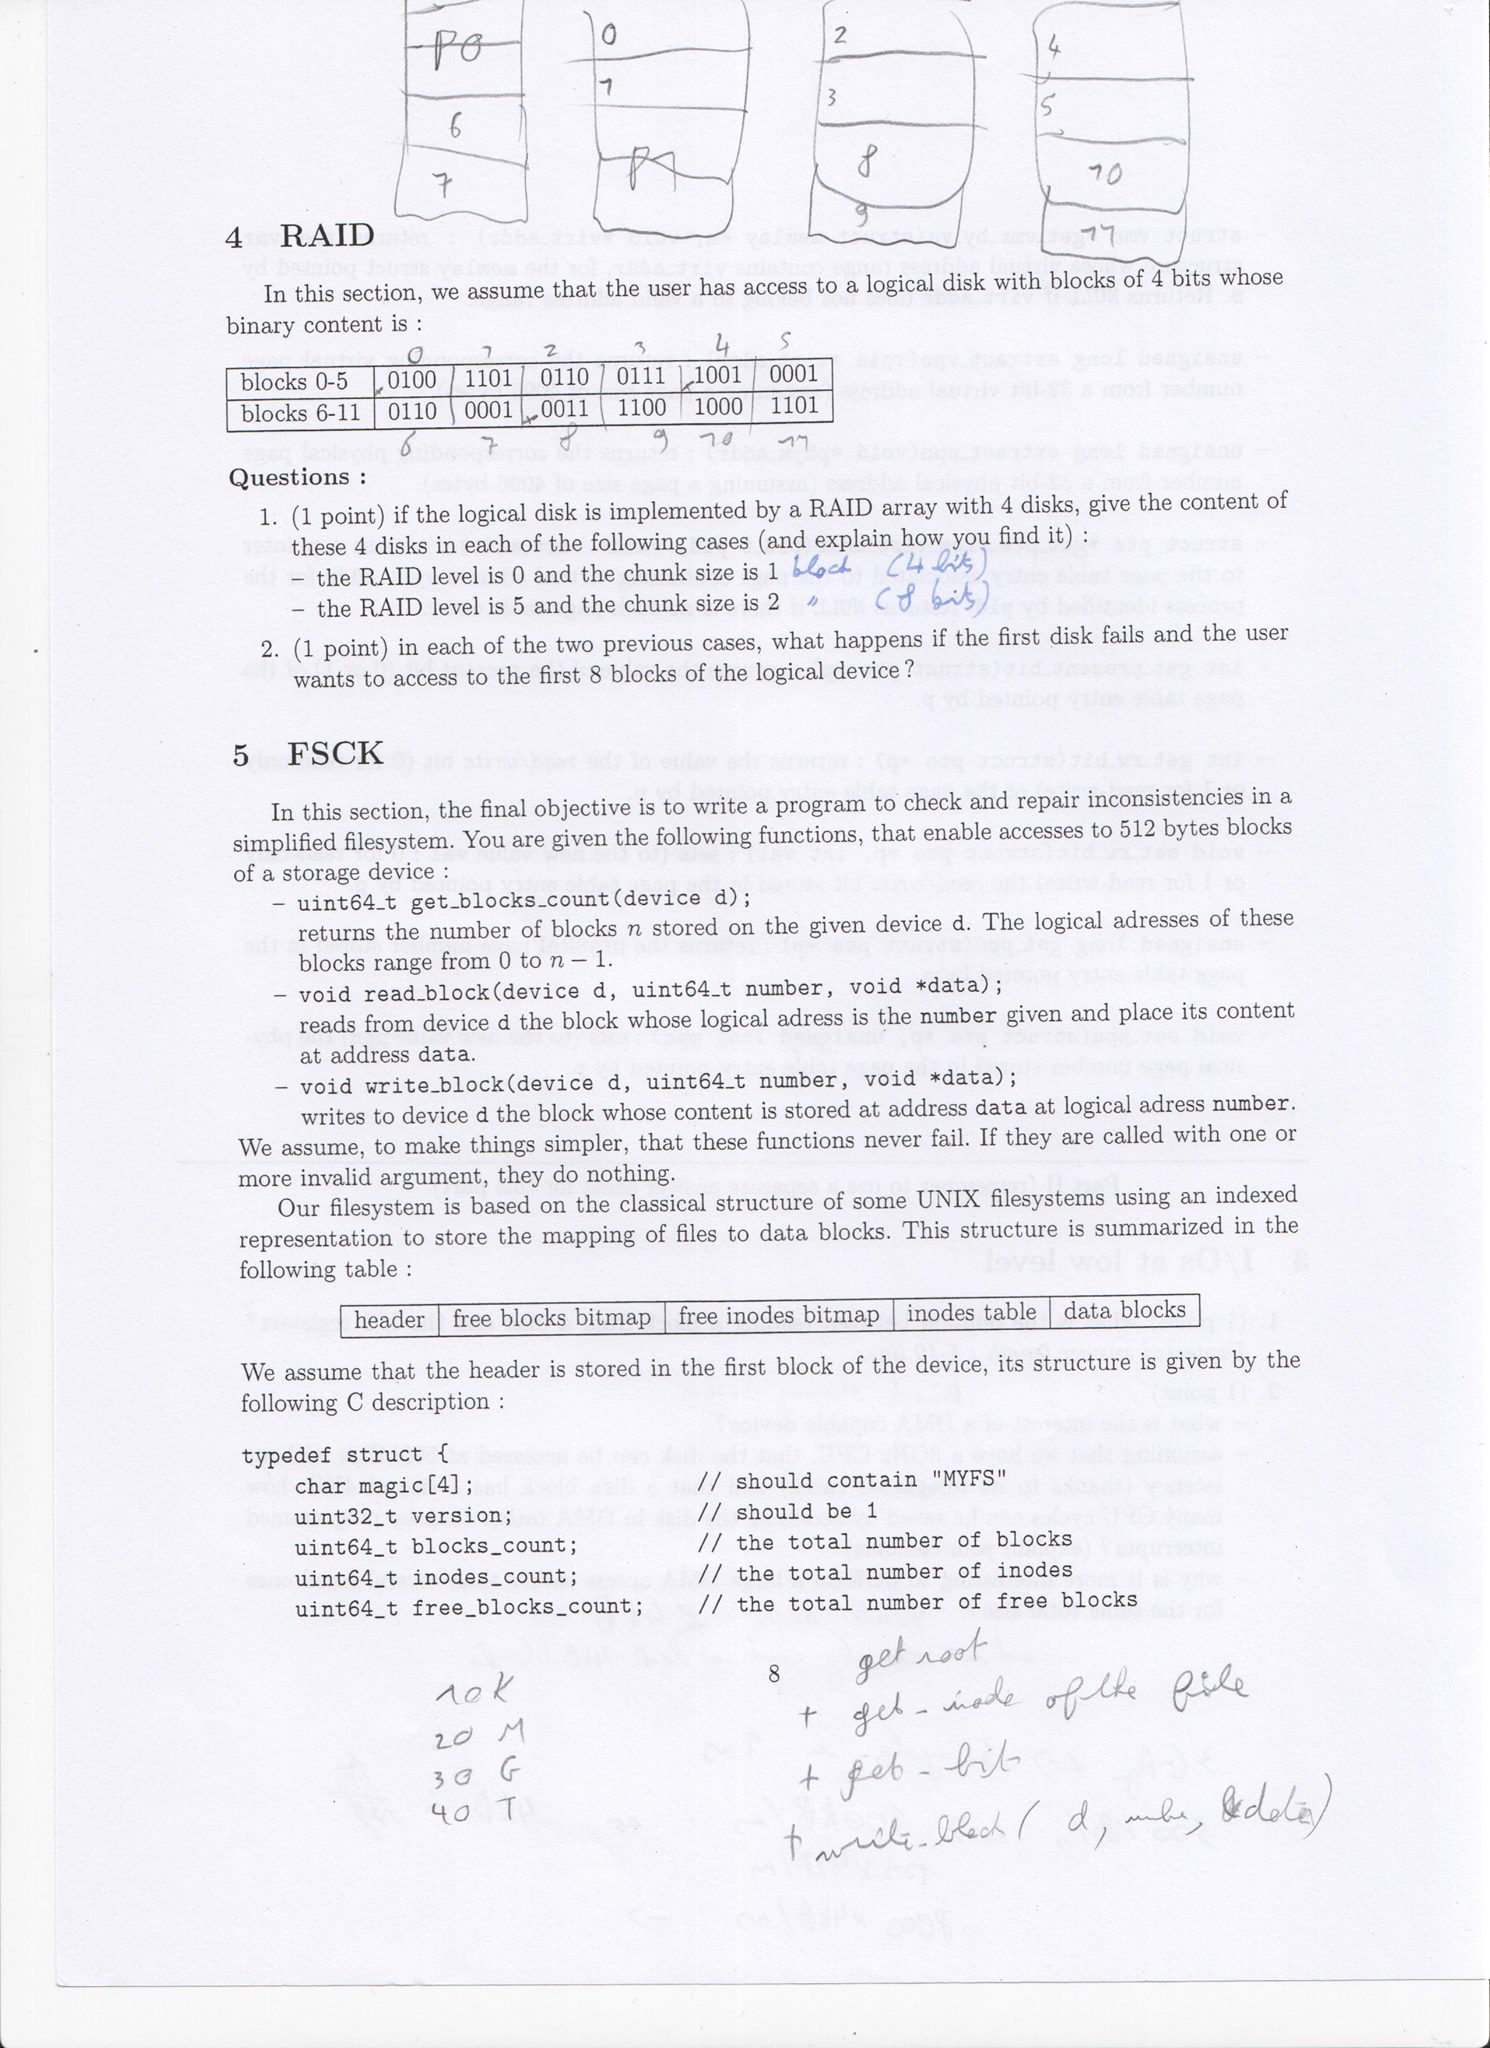 P0
0
2
4
1
3
5
6
P1
8
10
7
9
11
4 RAID
In this section, we assume that the user has access to a logical disk with blocks of 4 bits whose
binary content is :
0 1 2 3 4 5
blocks 0-5 0100 1101 0110 0111 1001 0001
blocks 6-11 0110 0001 0011 1100 1000 1101
6 7 8 9 10 11
Questions :
1. (1 point) if the logical disk is implemented by a RAID array with 4 disks, give the content of
these 4 disks in each of the following cases (and explain how you find it) :
– the RAID level is 0 and the chunk size is 1 block (4 bits)
– the RAID level is 5 and the chunk size is 2 " (8 bits)
2. (1 point) in each of the two previous cases, what happens if the first disk fails and the user
wants to access to the first 8 blocks of the logical device ?
5 FSCK
In this section, the final objective is to write a program to check and repair inconsistencies in a
simplified filesystem. You are given the following functions, that enable accesses to 512 bytes blocks
of a storage device :
– uint64_t get_blocks_count(device d);
returns the number of blocks n stored on the given device d. The logical adresses of these
blocks range from 0 to n − 1.
– void read_block(device d, uint64_t number, void *data);
reads from device d the block whose logical adress is the number given and place its content
at address data.
– void write_block(device d, uint64_t number, void *data);
writes to device d the block whose content is stored at address data at logical adress number.
We assume, to make things simpler, that these functions never fail. If they are called with one or
more invalid argument, they do nothing.
Our filesystem is based on the classical structure of some UNIX filesystems using an indexed
representation to store the mapping of files to data blocks. This structure is summarized in the
following table :
header free blocks bitmap free inodes bitmap inodes table data blocks
We assume that the header is stored in the first block of the device, its structure is given by the
following C description :
typedef struct {
char magic[4]; // should contain "MYFS"
uint32_t version; // should be 1
uint64_t blocks_count; // the total number of blocks
uint64_t inodes_count; // the total number of inodes
uint64_t free_blocks_count; // the total number of free blocks
8
get root
+ get-inode of the file
+ get-bit
+ write-block ( d, &data)
10 K
20 M
30 G
40 T